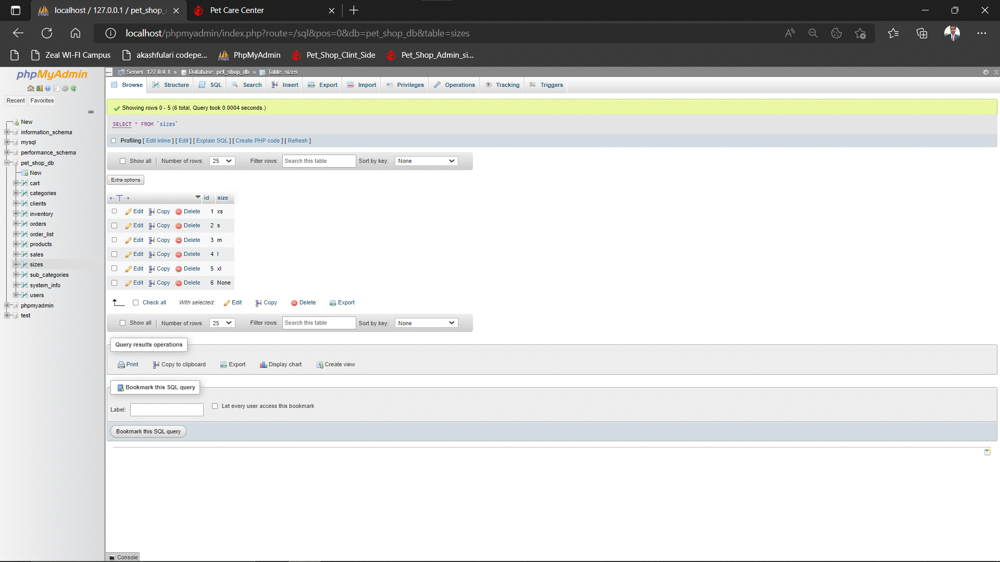 localhost / 127.0.0.1 / pet_shop_
Pet Care Center
localhost/phpmyadmin/index.php?route=/sql&pos=0&db=pet_shop_db&table=sizes
Zeal WI-FI Campus
akashfulari codepe...
PhpMyAdmin
Pet_Shop_Clint_Side
Pet_Shop_Admin_si...
phpMyAdmin
Recent Favorites
New
information_schema
mysql
performance_schema
pet_shop_db
New
cart
categories
clients
inventory
orders
order_list
products
sales
sizes
sub_categories
system_info
users
phpmyadmin
test
Server: 127.0.0.1 » Database: pet_shop_db » Table: sizes
Browse Structure SQL Search Insert Export Import Privileges Operations Tracking Triggers
Showing rows 0 - 5 (6 total, Query took 0.0004 seconds.)
SELECT * FROM `sizes`
Profiling [ Edit inline ] [ Edit ] [ Explain SQL ] [ Create PHP code ] [ Refresh ]
Show all Number of rows: 25 Filter rows: Search this table Sort by key: None
Extra options
id size
Edit Copy Delete 1 xs
Edit Copy Delete 2 s
Edit Copy Delete 3 m
Edit Copy Delete 4 l
Edit Copy Delete 5 xl
Edit Copy Delete 6 None
Check all With selected: Edit Copy Delete Export
Show all Number of rows: 25 Filter rows: Search this table Sort by key: None
Query results operations
Print Copy to clipboard Export Display chart Create view
Bookmark this SQL query
Label: Let every user access this bookmark
Bookmark this SQL query
Console